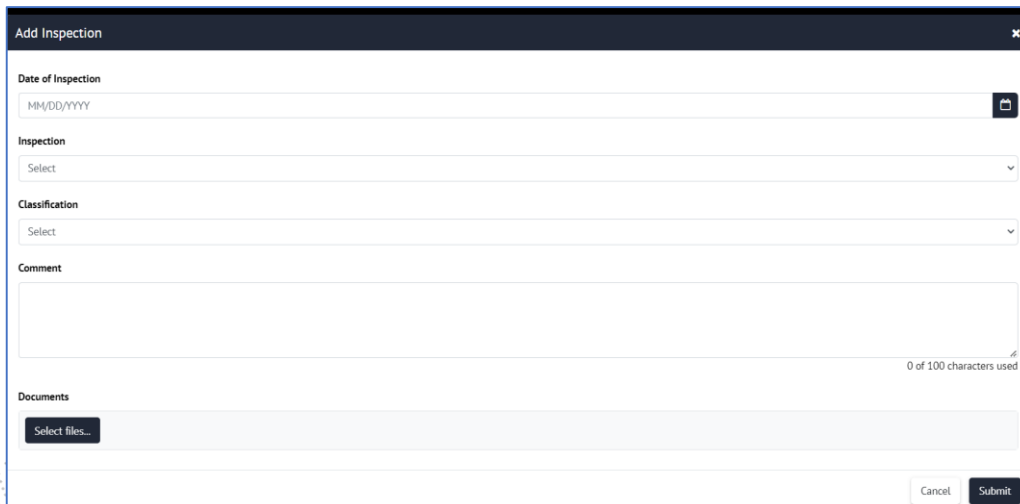 Add Inspection
Date of Inspection
MM/DD/YYYY
Inspection
Select
Classification
Select
Comment
0 of 100 characters used
Documents
Select files...
Cancel Submit